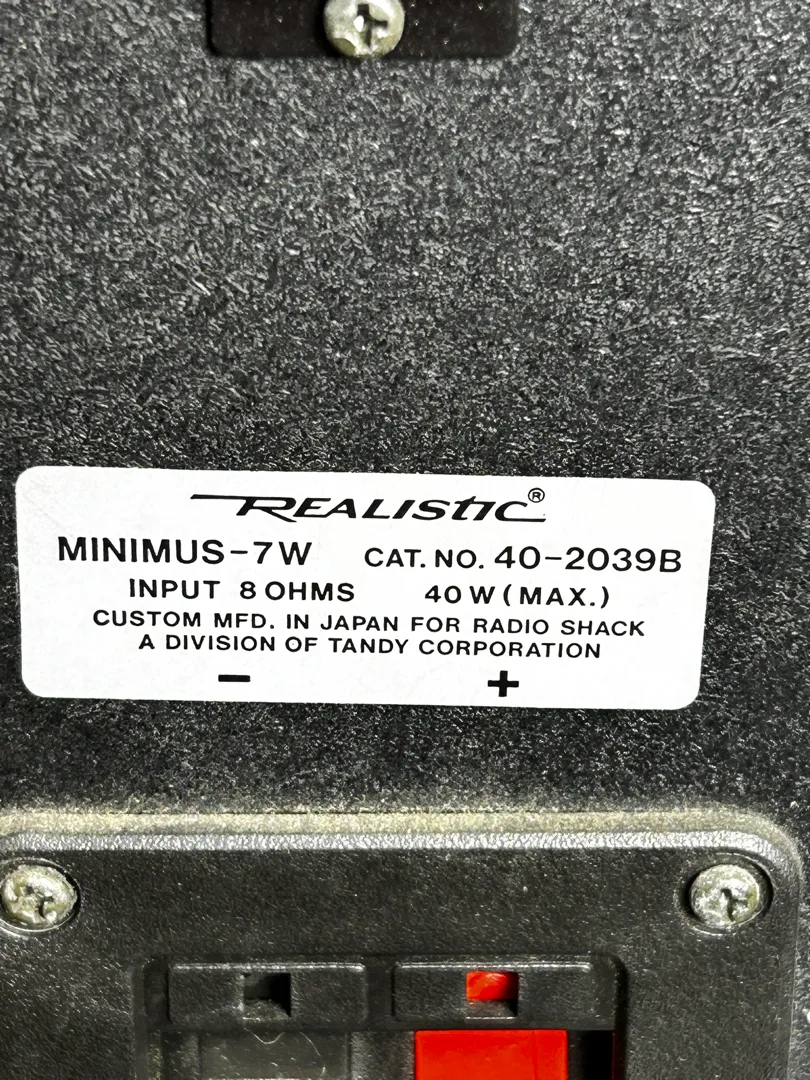 REALISTIC®
MINIMUS-7W CAT. NO. 40-2039B
INPUT 8 OHMS 40 W (MAX.)
CUSTOM MFD. IN JAPAN FOR RADIO SHACK
A DIVISION OF TANDY CORPORATION
− +